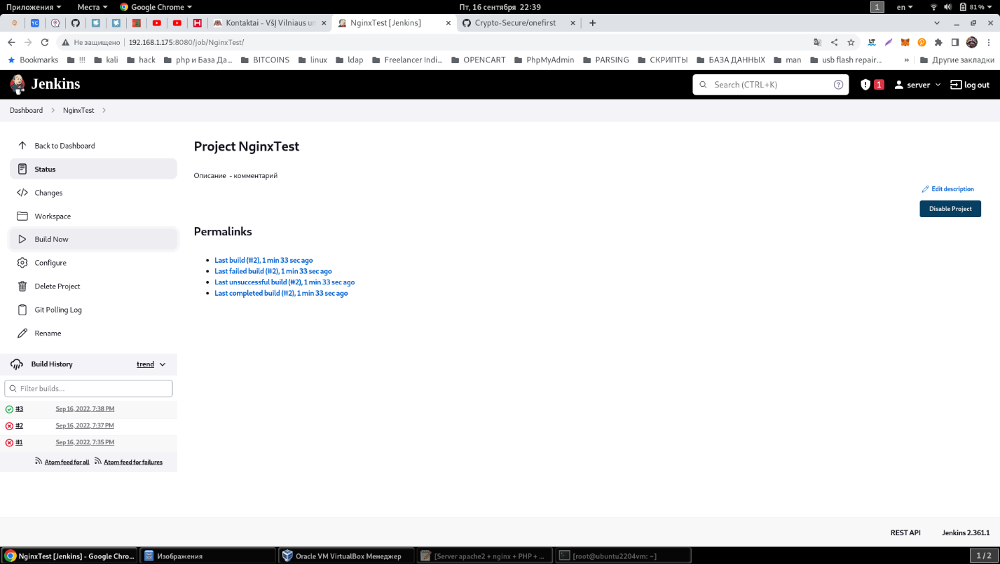 Приложения Места Google Chrome Пт, 16 сентября 22:39 1 en 81 %
YC Kontaktai - VšĮ Vilniaus un NginxTest [Jenkins] Crypto-Secure/onefirst
Не защищено 192.168.1.175:8080/job/NginxTest/
Bookmarks !!! kali hack php и База Да... BITCOINS linux ldap Freelancer Indi... OPENCART PhpMyAdmin PARSING СКРИПТЫ БАЗА ДАННЫХ man usb flash repair... » Другие закладки
Jenkins Search (CTRL+K) 1 server log out
Dashboard NginxTest
Back to Dashboard
Status
Changes
Workspace
Build Now
Configure
Delete Project
Git Polling Log
Rename
Project NginxTest
Описание - комментарий
Edit description
Disable Project
Permalinks
Last build (#2), 1 min 33 sec ago
Last failed build (#2), 1 min 33 sec ago
Last unsuccessful build (#2), 1 min 33 sec ago
Last completed build (#2), 1 min 33 sec ago
Build History trend
Filter builds...
#3 Sep 16, 2022, 7:38 PM
#2 Sep 16, 2022, 7:37 PM
#1 Sep 16, 2022, 7:35 PM
Atom feed for all Atom feed for failures
REST API Jenkins 2.361.1
NginxTest [Jenkins] - Google Chro... Изображения Oracle VM VirtualBox Менеджер [Server apache2 + nginx + PHP + ... [root@ubuntu2204vm: ~] 1 / 2